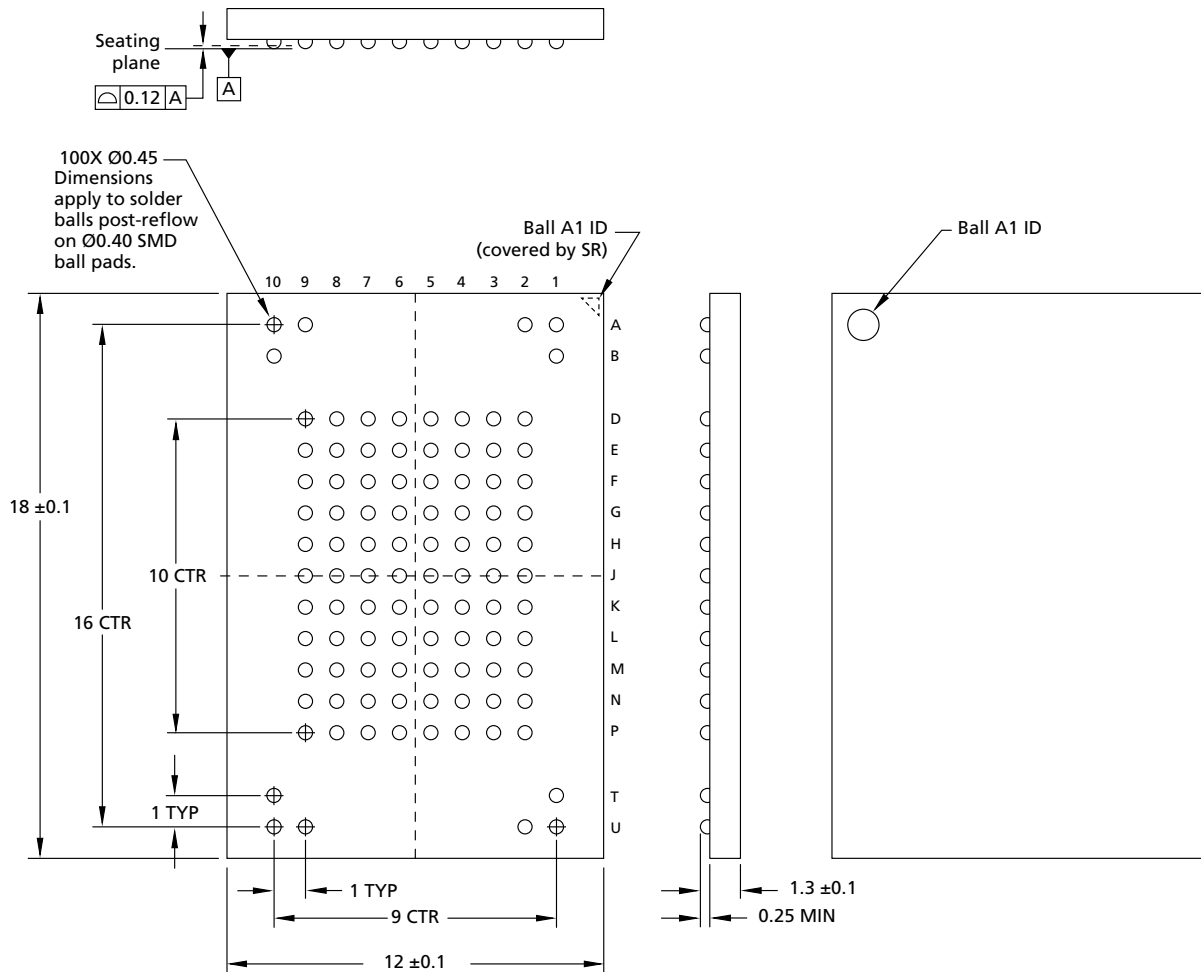 Seating
plane
0.12 A
A
100X Ø0.45
Dimensions
apply to solder
balls post-reflow
on Ø0.40 SMD
ball pads.
Ball A1 ID
(covered by SR)
Ball A1 ID
10 9 8 7 6 5 4 3 2 1
A
B
D
E
F
G
H
J
K
L
M
N
P
T
U
18 ±0.1
16 CTR
10 CTR
1 TYP
1 TYP
9 CTR
12 ±0.1
1.3 ±0.1
0.25 MIN